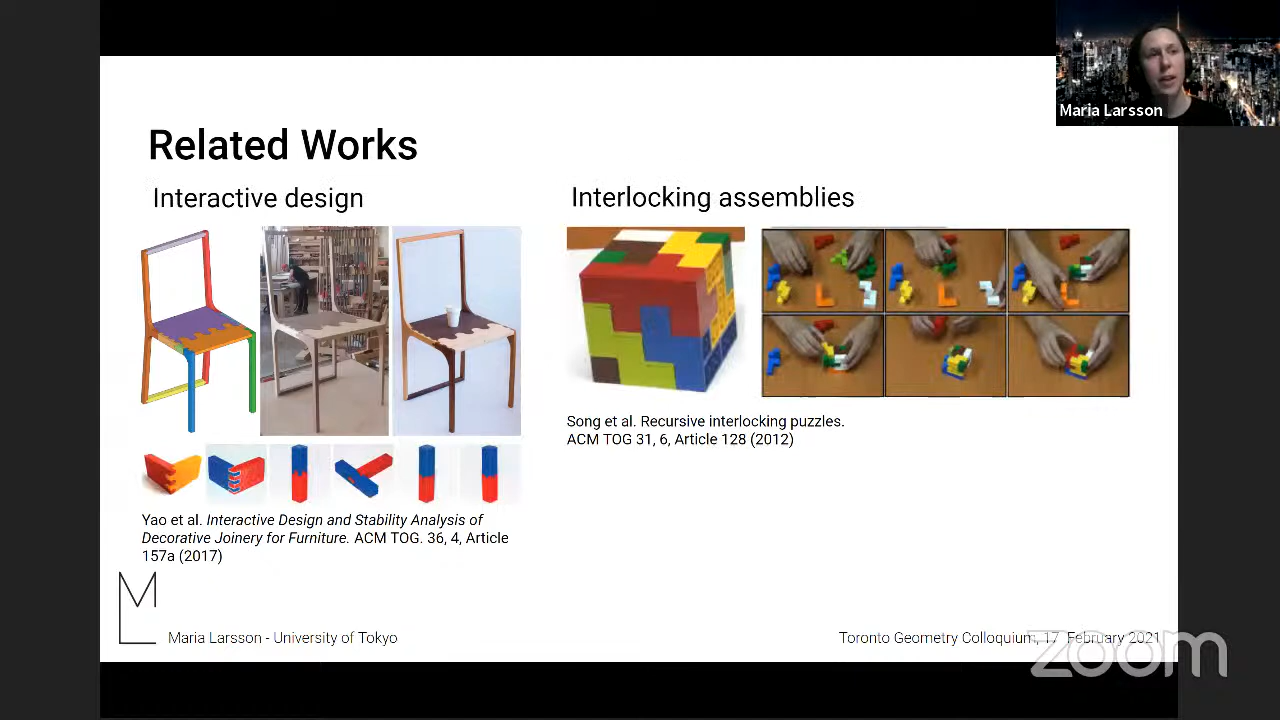 Maria Larsson
Related Works
Interactive design
Interlocking assemblies
Song et al. Recursive interlocking puzzles.
ACM TOG 31, 6, Article 128 (2012)
Yao et al. Interactive Design and Stability Analysis of
Decorative Joinery for Furniture. ACM TOG. 36, 4, Article
157a (2017)
ML
Maria Larsson - University of Tokyo
Toronto Geometry Colloquium, 17 February 2021
zoom